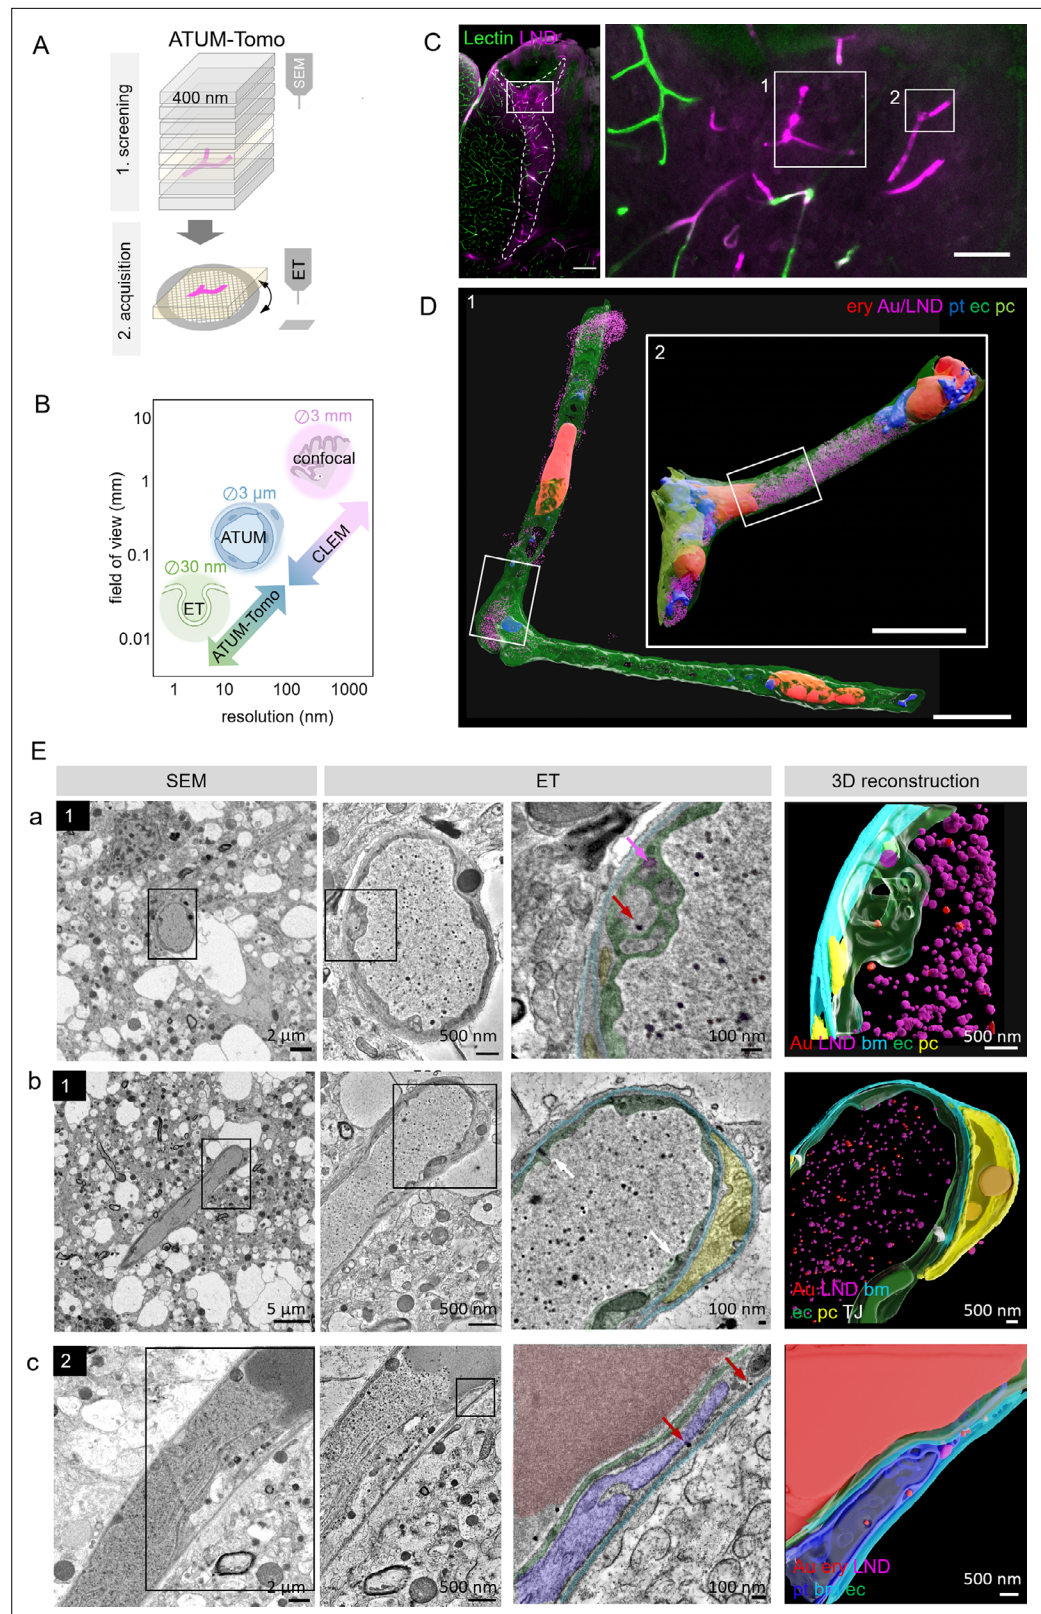 A
ATUM-Tomo
400 nm
SEM
1. screening
2. acquisition
ET
B
field of view (mm)
10
1
0.1
0.01
∅3 mm
confocal
∅3 µm
ATUM
∅30 nm
ET
CLEM
ATUM-Tomo
1 10 100 1000
resolution (nm)
C
Lectin LND
1
2
D
1
ery Au/LND pt ec pc
2
E
SEM ET 3D reconstruction
a
1
2 µm
500 nm
100 nm
Au LND bm ec pc
500 nm
b
1
5 µm
500 nm
100 nm
Au LND bm
ec pc TJ
500 nm
c
2
2 µm
500 nm
100 nm
Au ery LND
pt bm ec
500 nm